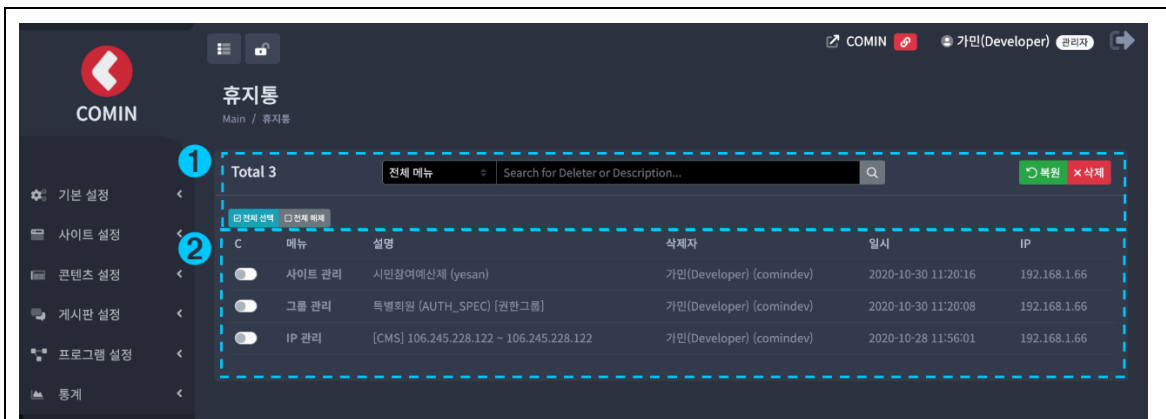 COMIN 가민(Developer) 관리자
COMIN
휴지통
Main / 휴지통
1
Total 3 전체 메뉴 Search for Deleter or Description... 복원 삭제
기본 설정
전체 선택 전체 해제
사이트 설정
2
C 메뉴 설명 삭제자 일시 IP
콘텐츠 설정
사이트 관리 시민참여예산제 (yesan) 가민(Developer) (comindev) 2020-10-30 11:20:16 192.168.1.66
게시판 설정
그룹 관리 특별회원 (AUTH_SPEC) [권한그룹] 가민(Developer) (comindev) 2020-10-30 11:20:08 192.168.1.66
IP 관리 [CMS] 106.245.228.122 ~ 106.245.228.122 가민(Developer) (comindev) 2020-10-28 11:56:01 192.168.1.66
프로그램 설정
통계